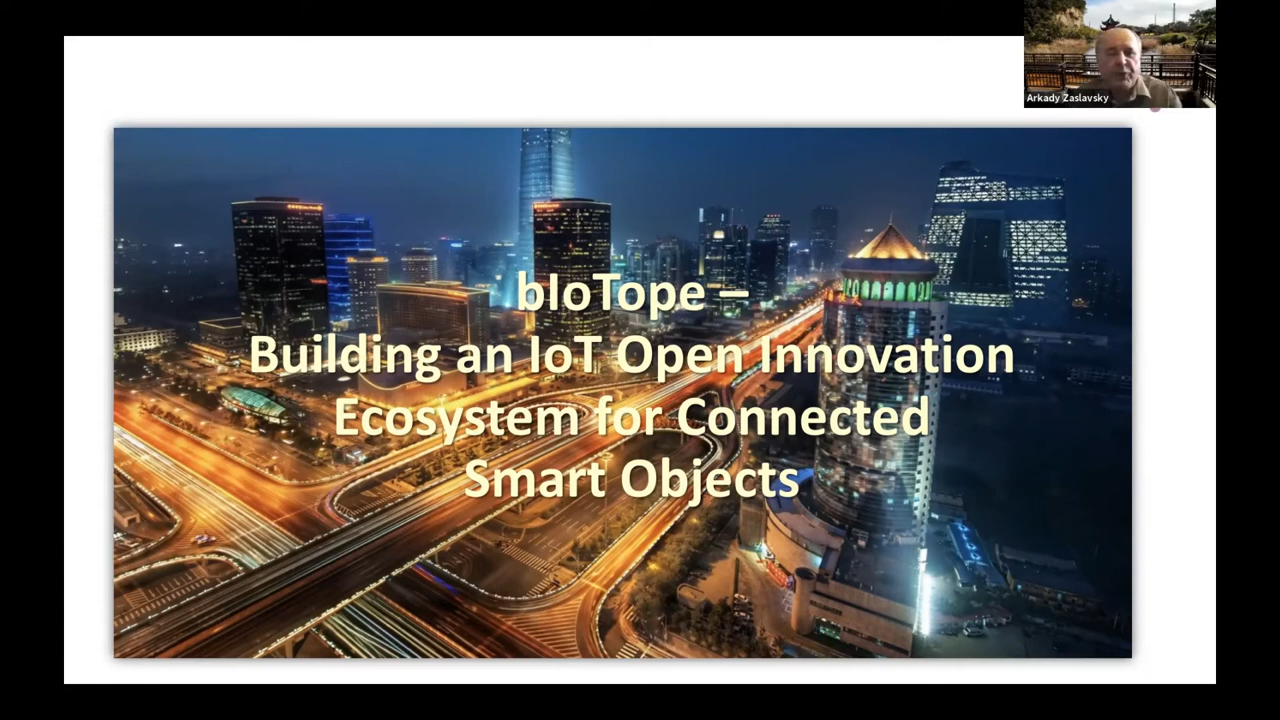 Arkady Zaslavsky
bIoTope –
Building an IoT Open Innovation
Ecosystem for Connected
Smart Objects